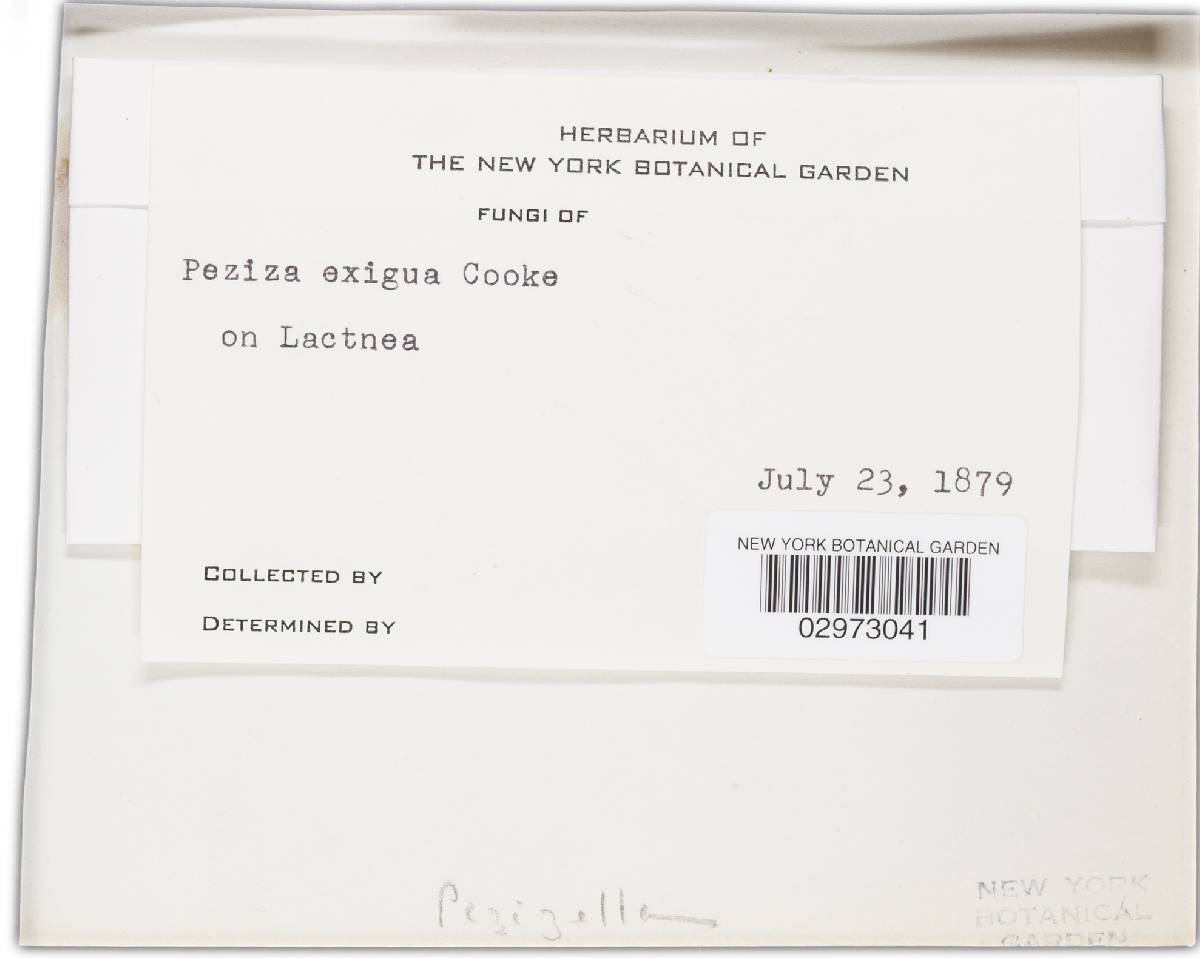 HERBARIUM OF
THE NEW YORK BOTANICAL GARDEN
FUNGI OF
Peziza exigua Cooke
on Lactnea
July 23, 1879
NEW YORK BOTANICAL GARDEN
02973041
COLLECTED BY
DETERMINED BY
Pezizella
NEW YORK
BOTANICAL
GARDEN